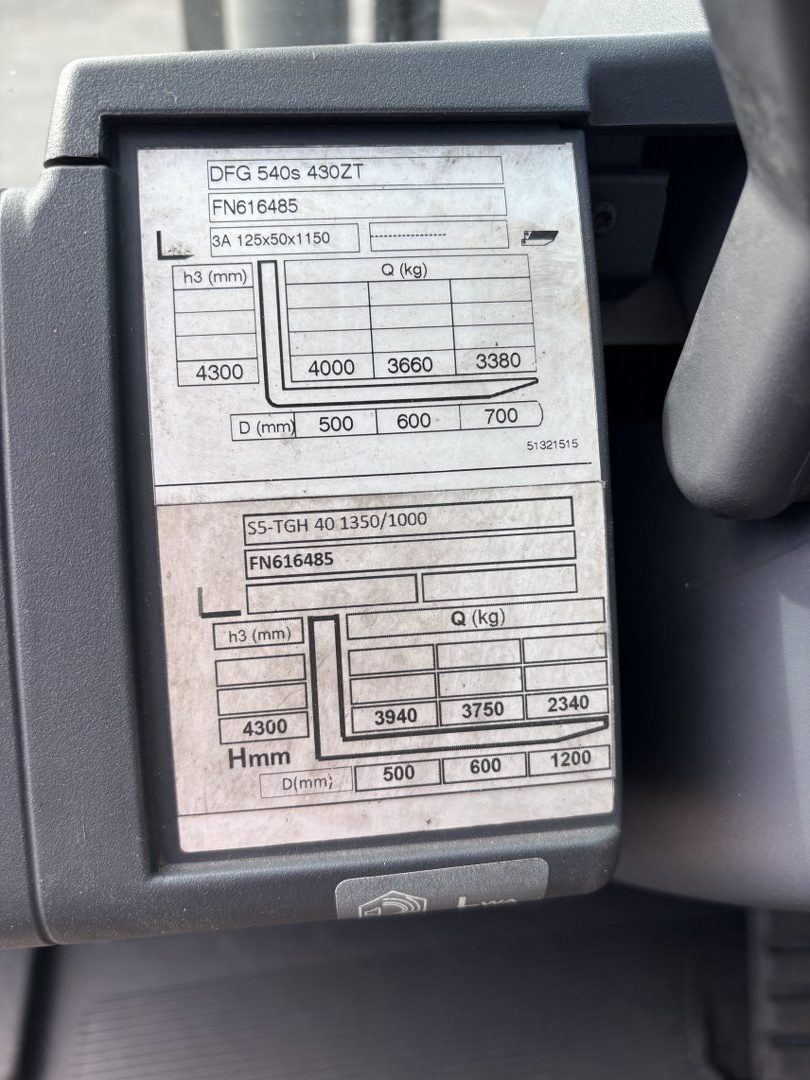 DFG 540s 430ZT
FN616485
3A 125x50x1150 ---------------
h3 (mm) Q (kg)
4300 4000 3660 3380
D (mm) 500 600 700
51321515
S5-TGH 40 1350/1000
FN616485
Q (kg)
h3 (mm)
3940 3750 2340
4300
Hmm
D(mm) 500 600 1200